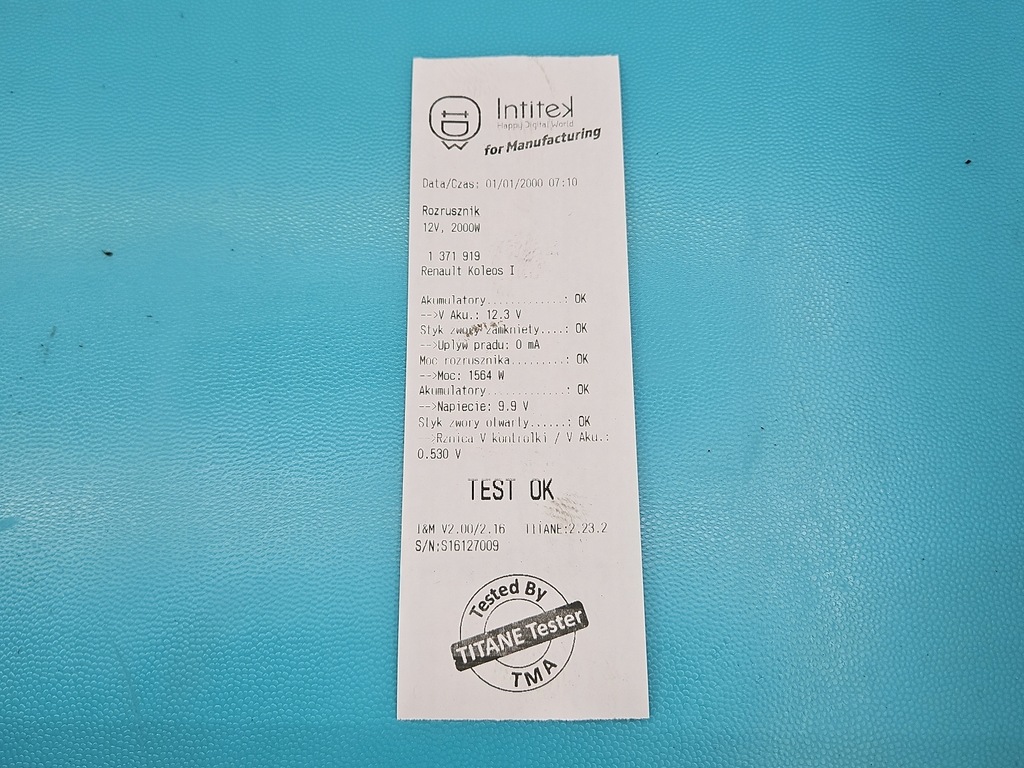 Intitek
Happy Digital World
for Manufacturing
Data/Czas: 01/01/2000 07:10
Rozrusznik
12V, 2000W
1 371 919
Renault Koleos I
Akumulatory.............: OK
-->V Aku.: 12.3 V
Styk zwory zamkniety....: OK
-->Uplyw pradu: 0 mA
Moc rozrusznika.........: OK
-->Moc: 1564 W
Akumulatory.............: OK
-->Napiecie: 9.9 V
Styk zwory otwarty......: OK
-->Rznica V kontrolki / V Aku.:
0.530 V
TEST OK
T&M V2.00/2.16 TITANE:2.23.2
S/N:S16127009
Tested By
TITANE Tester
TMA